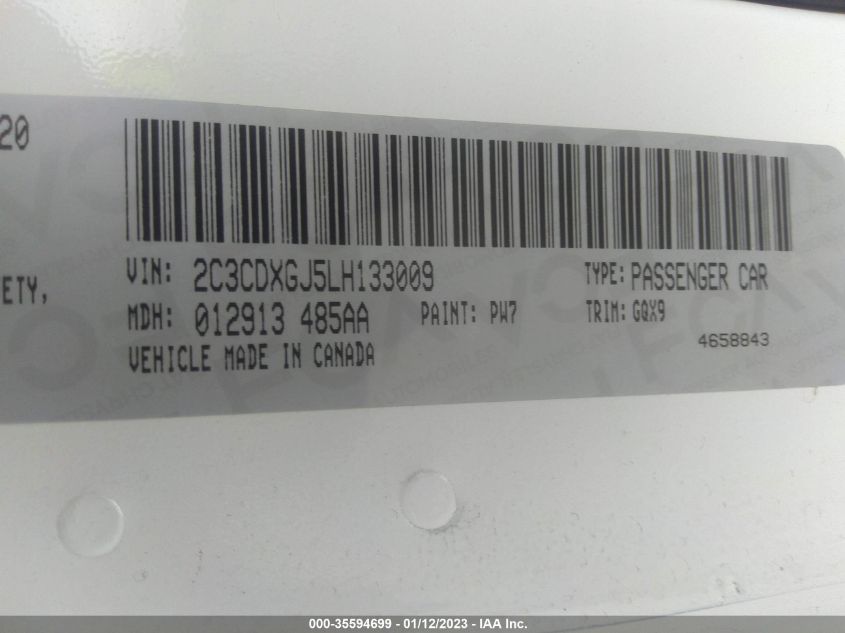 20
ETY,
VIN: 2C3CDXGJ5LH133009 TYPE: PASSENGER CAR
MDH: 012913 485AA PAINT: PW7 TRIM: GQX9
4658843
VEHICLE MADE IN CANADA
000-35594699 - 01/12/2023 - IAA Inc.